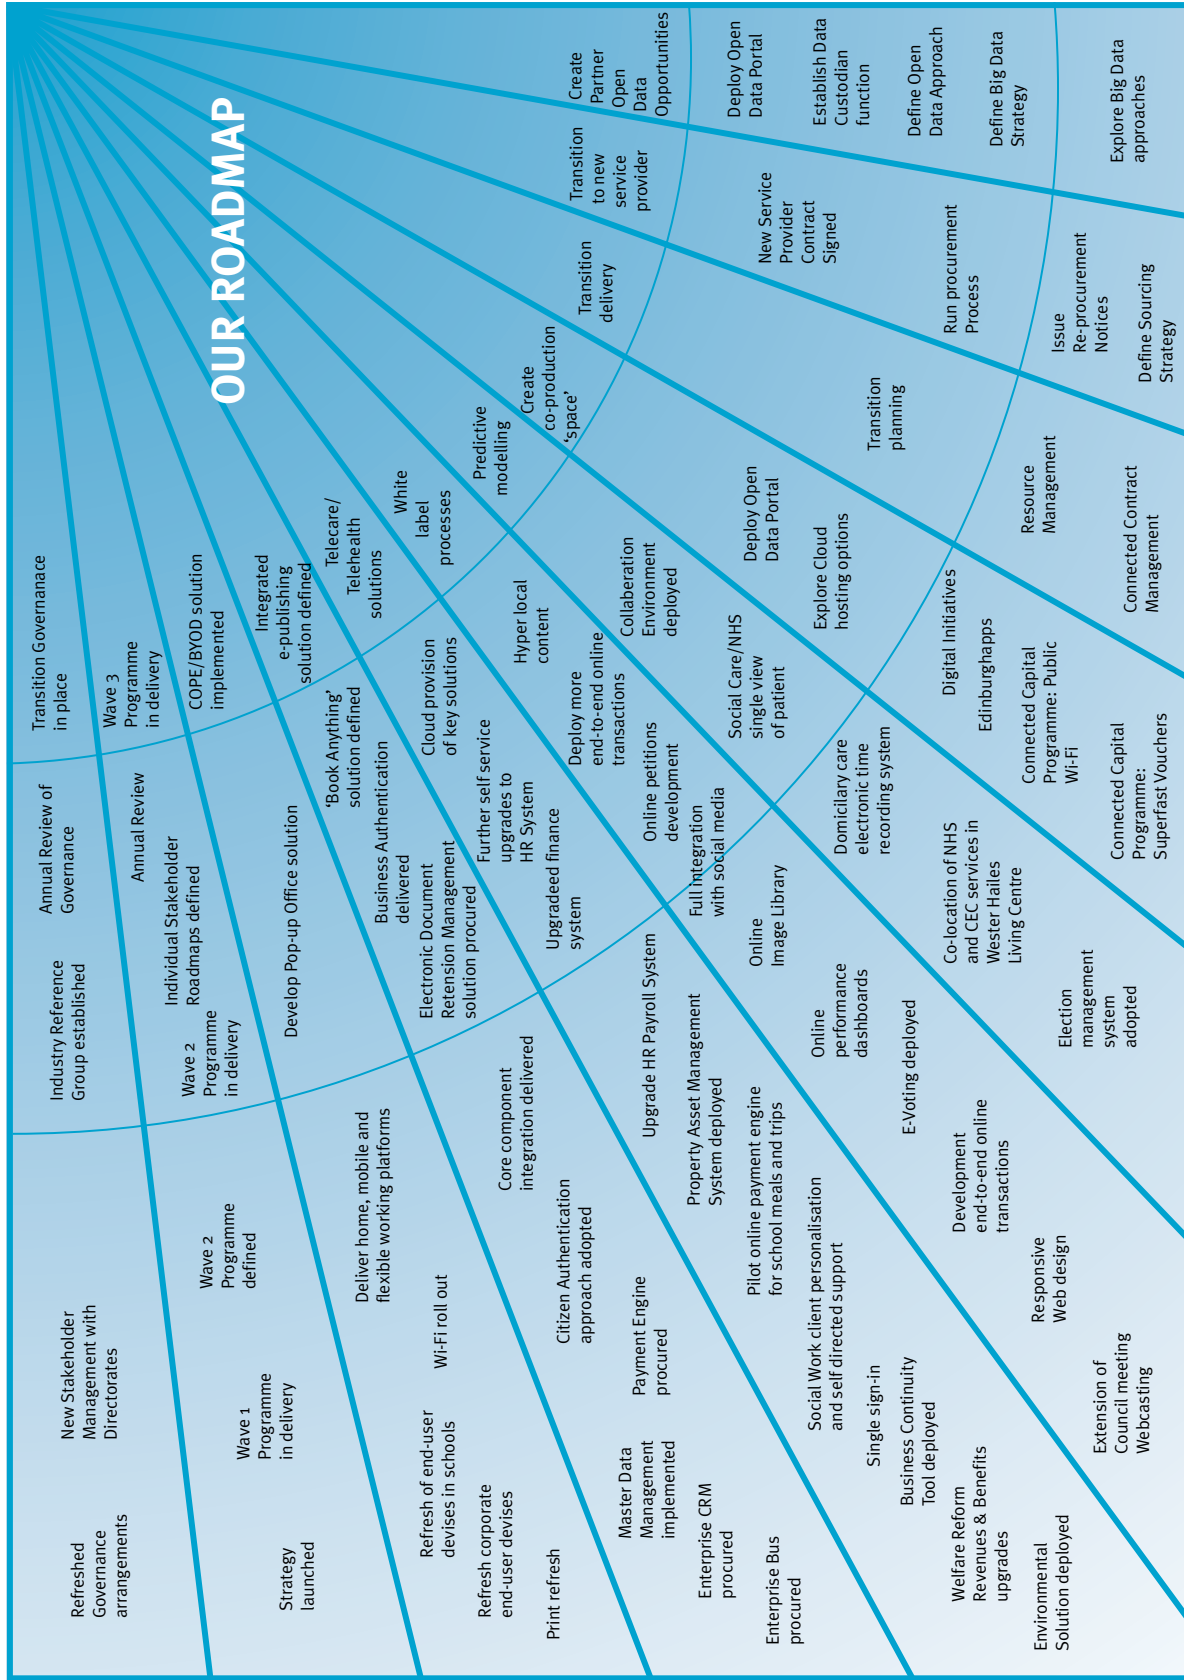 OUR ROADMAP
Refreshed
Governance
arrangements
New Stakeholder
Management with
Directorates
Industry Reference
Group established
Annual Review of
Governance
Transition Governanace
in place
Strategy
launched
Wave 1
Programme
in delivery
Wave 2
Programme
defined
Wave 2
Programme
in delivery
Individual Stakeholder
Roadmaps defined
Annual Review
Wave 3
Programme
in delivery
Refresh of end-user
devises in schools
Refresh corporate
end-user devises
Print refresh
Wi-Fi roll out
Deliver home, mobile and
flexible working platforms
Develop Pop-up Office solution
COPE/BYOD solution
implemented
Master Data
Management
implemented
Enterprise CRM
procured
Enterprise Bus
procured
Payment Engine
procured
Citizen Authentication
approach adopted
Core component
integration delivered
Electronic Document
Retension Management
solution procured
Business Authentication
delivered
‘Book Anything’
solution defined
Integrated
e-publishing
solution defined
Environmental
Solution deployed
Welfare Reform
Revenues & Benefits
upgrades
Business Continuity
Tool deployed
Single sign-in
Social Work client personalisation
and self directed support
Pilot online payment engine
for school meals and trips
Property Asset Management
System deployed
Upgrade HR Payroll System
Upgradeed finance
system
Further self service
upgrades to
HR System
Cloud provision
of key solutions
Telecare/
Telehealth
solutions
Extension of
Council meeting
Webcasting
Responsive
Web design
Development
end-to-end online
transactions
E-Voting deployed
Online
performance
dashboards
Online
Image Library
Full integration
with social media
Online petitions
development
Deploy more
end-to-end online
transactions
Hyper local
content
White
label
processes
Election
management
system
adopted
Co-location of NHS
and CEC services in
Wester Hailes
Living Centre
Domicilary care
electronic time
recording system
Social Care/NHS
single view
of patient
Collaberation
Environment
deployed
Predictive
modelling
Connected Capital
Programme:
Superfast Vouchers
Connected Capital
Programme: Public
Wi-Fi
Edinburghapps
Digital Initiatives
Explore Cloud
hosting options
Deploy Open
Data Portal
Create
co-production
‘space’
Connected Contract
Management
Resource
Management
Transition
planning
Transition
delivery
Define Sourcing
Strategy
Issue
Re-procurement
Notices
Run procurement
Process
New Service
Provider
Contract
Signed
Transition
to new
service
provider
Explore Big Data
approaches
Define Big Data
Strategy
Define Open
Data Approach
Establish Data
Custodian
function
Deploy Open
Data Portal
Create
Partner
Open
Data
Opportunities